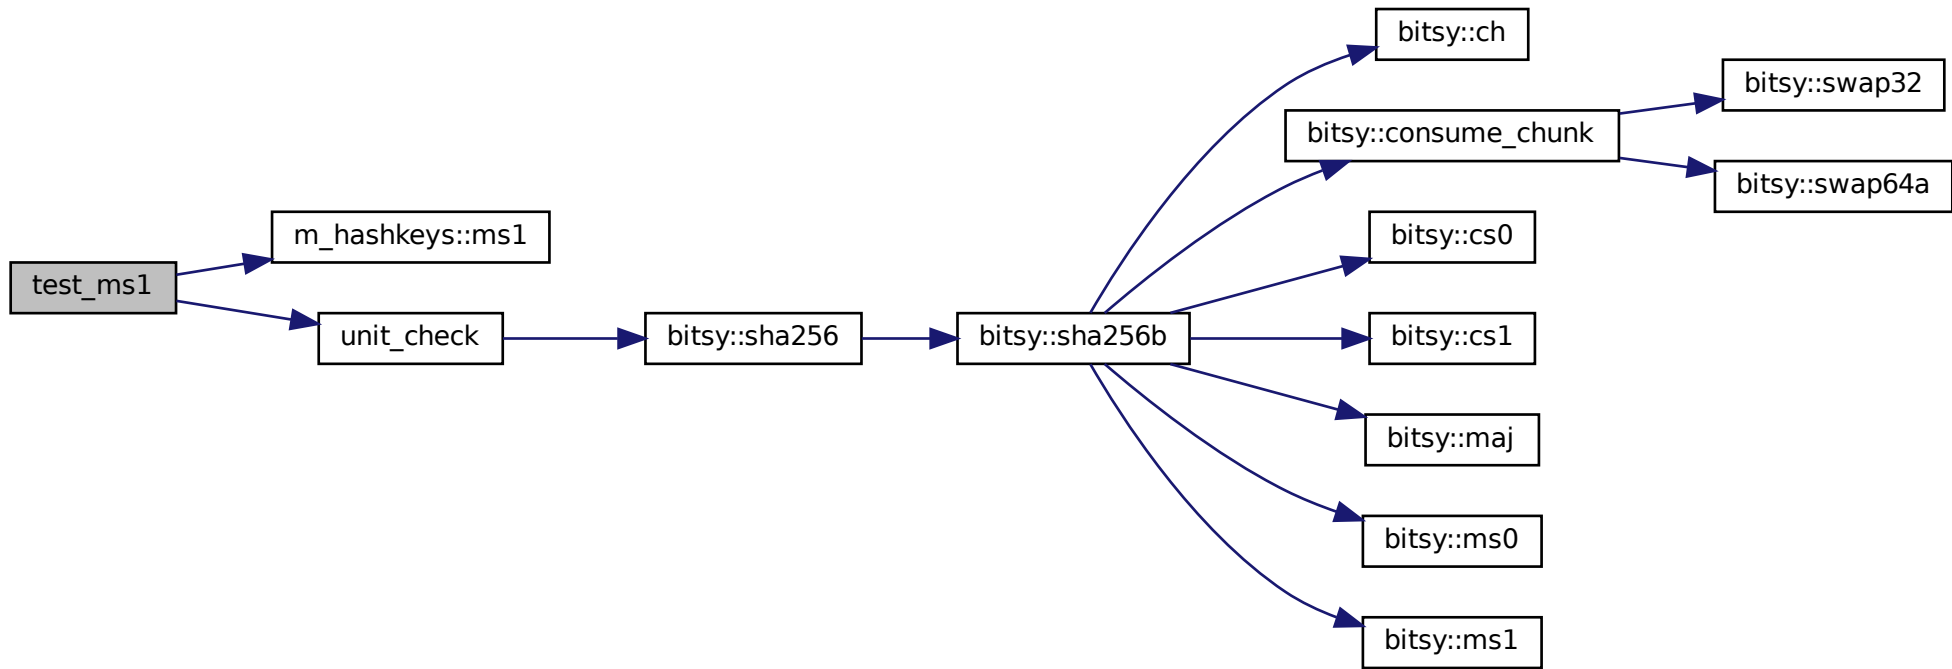 test_ms1
m_hashkeys::ms1
unit_check
bitsy::sha256
bitsy::sha256b
bitsy::ch
bitsy::consume_chunk
bitsy::swap32
bitsy::swap64a
bitsy::cs0
bitsy::cs1
bitsy::maj
bitsy::ms0
bitsy::ms1